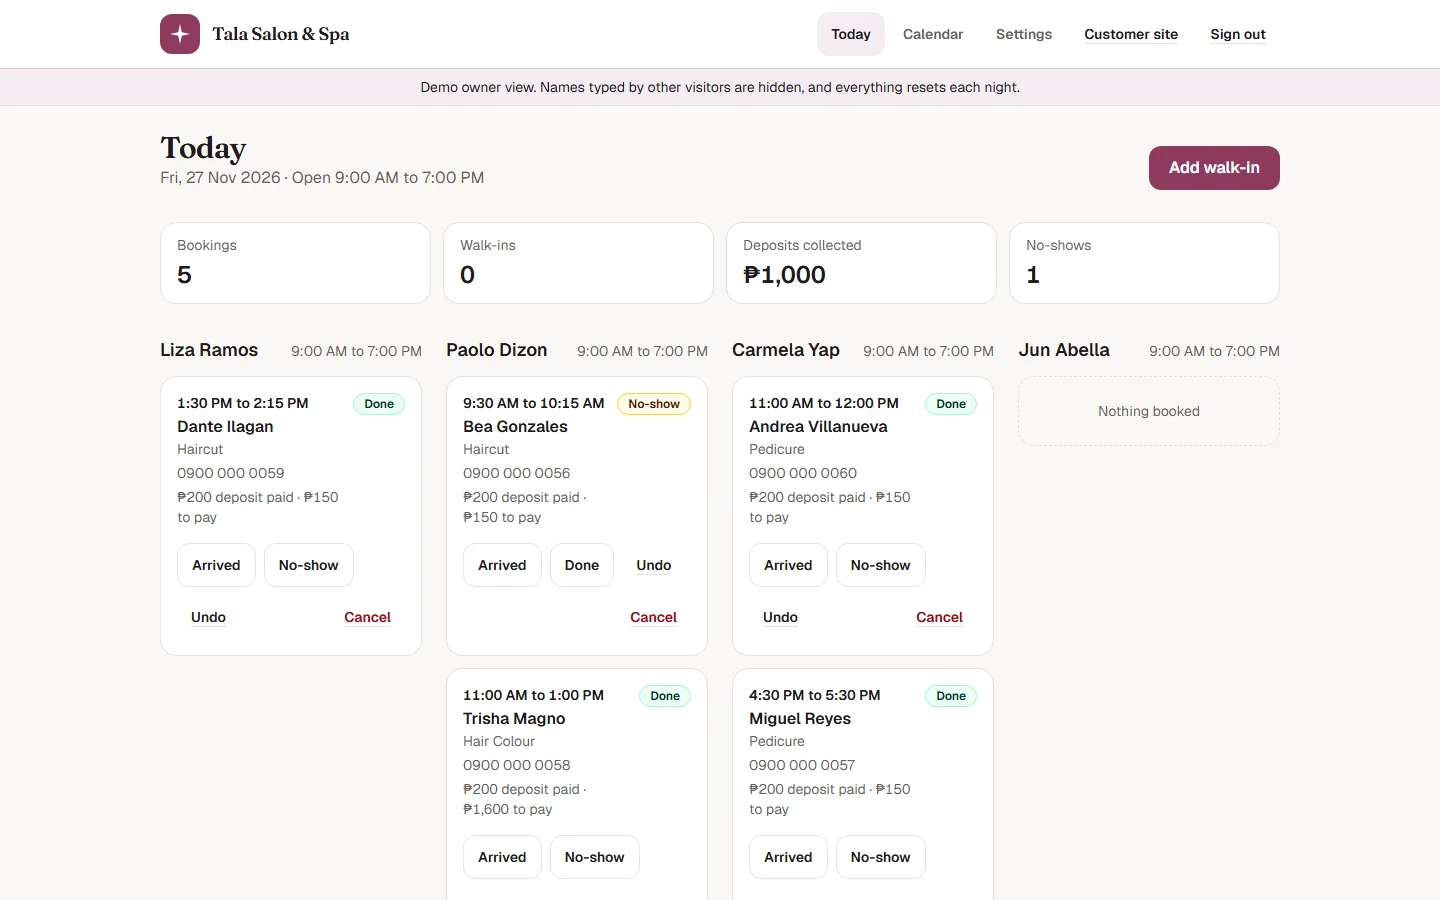 Tala Salon & Spa
Today
Calendar
Settings
Customer site
Sign out
Demo owner view. Names typed by other visitors are hidden, and everything resets each night.
Today
Fri, 27 Nov 2026 · Open 9:00 AM to 7:00 PM
Add walk-in
Bookings
5
Walk-ins
0
Deposits collected
₱1,000
No-shows
1
Liza Ramos
9:00 AM to 7:00 PM
1:30 PM to 2:15 PM
Done
Dante Ilagan
Haircut
0900 000 0059
₱200 deposit paid · ₱150
to pay
Arrived
No-show
Undo
Cancel
Paolo Dizon
9:00 AM to 7:00 PM
9:30 AM to 10:15 AM
No-show
Bea Gonzales
Haircut
0900 000 0056
₱200 deposit paid ·
₱150 to pay
Arrived
Done
Undo
Cancel
11:00 AM to 1:00 PM
Done
Trisha Magno
Hair Colour
0900 000 0058
₱200 deposit paid ·
₱1,600 to pay
Arrived
No-show
Carmela Yap
9:00 AM to 7:00 PM
11:00 AM to 12:00 PM
Done
Andrea Villanueva
Pedicure
0900 000 0060
₱200 deposit paid · ₱150
to pay
Arrived
No-show
Undo
Cancel
4:30 PM to 5:30 PM
Done
Miguel Reyes
Pedicure
0900 000 0057
₱200 deposit paid · ₱150
to pay
Arrived
No-show
Jun Abella
9:00 AM to 7:00 PM
Nothing booked